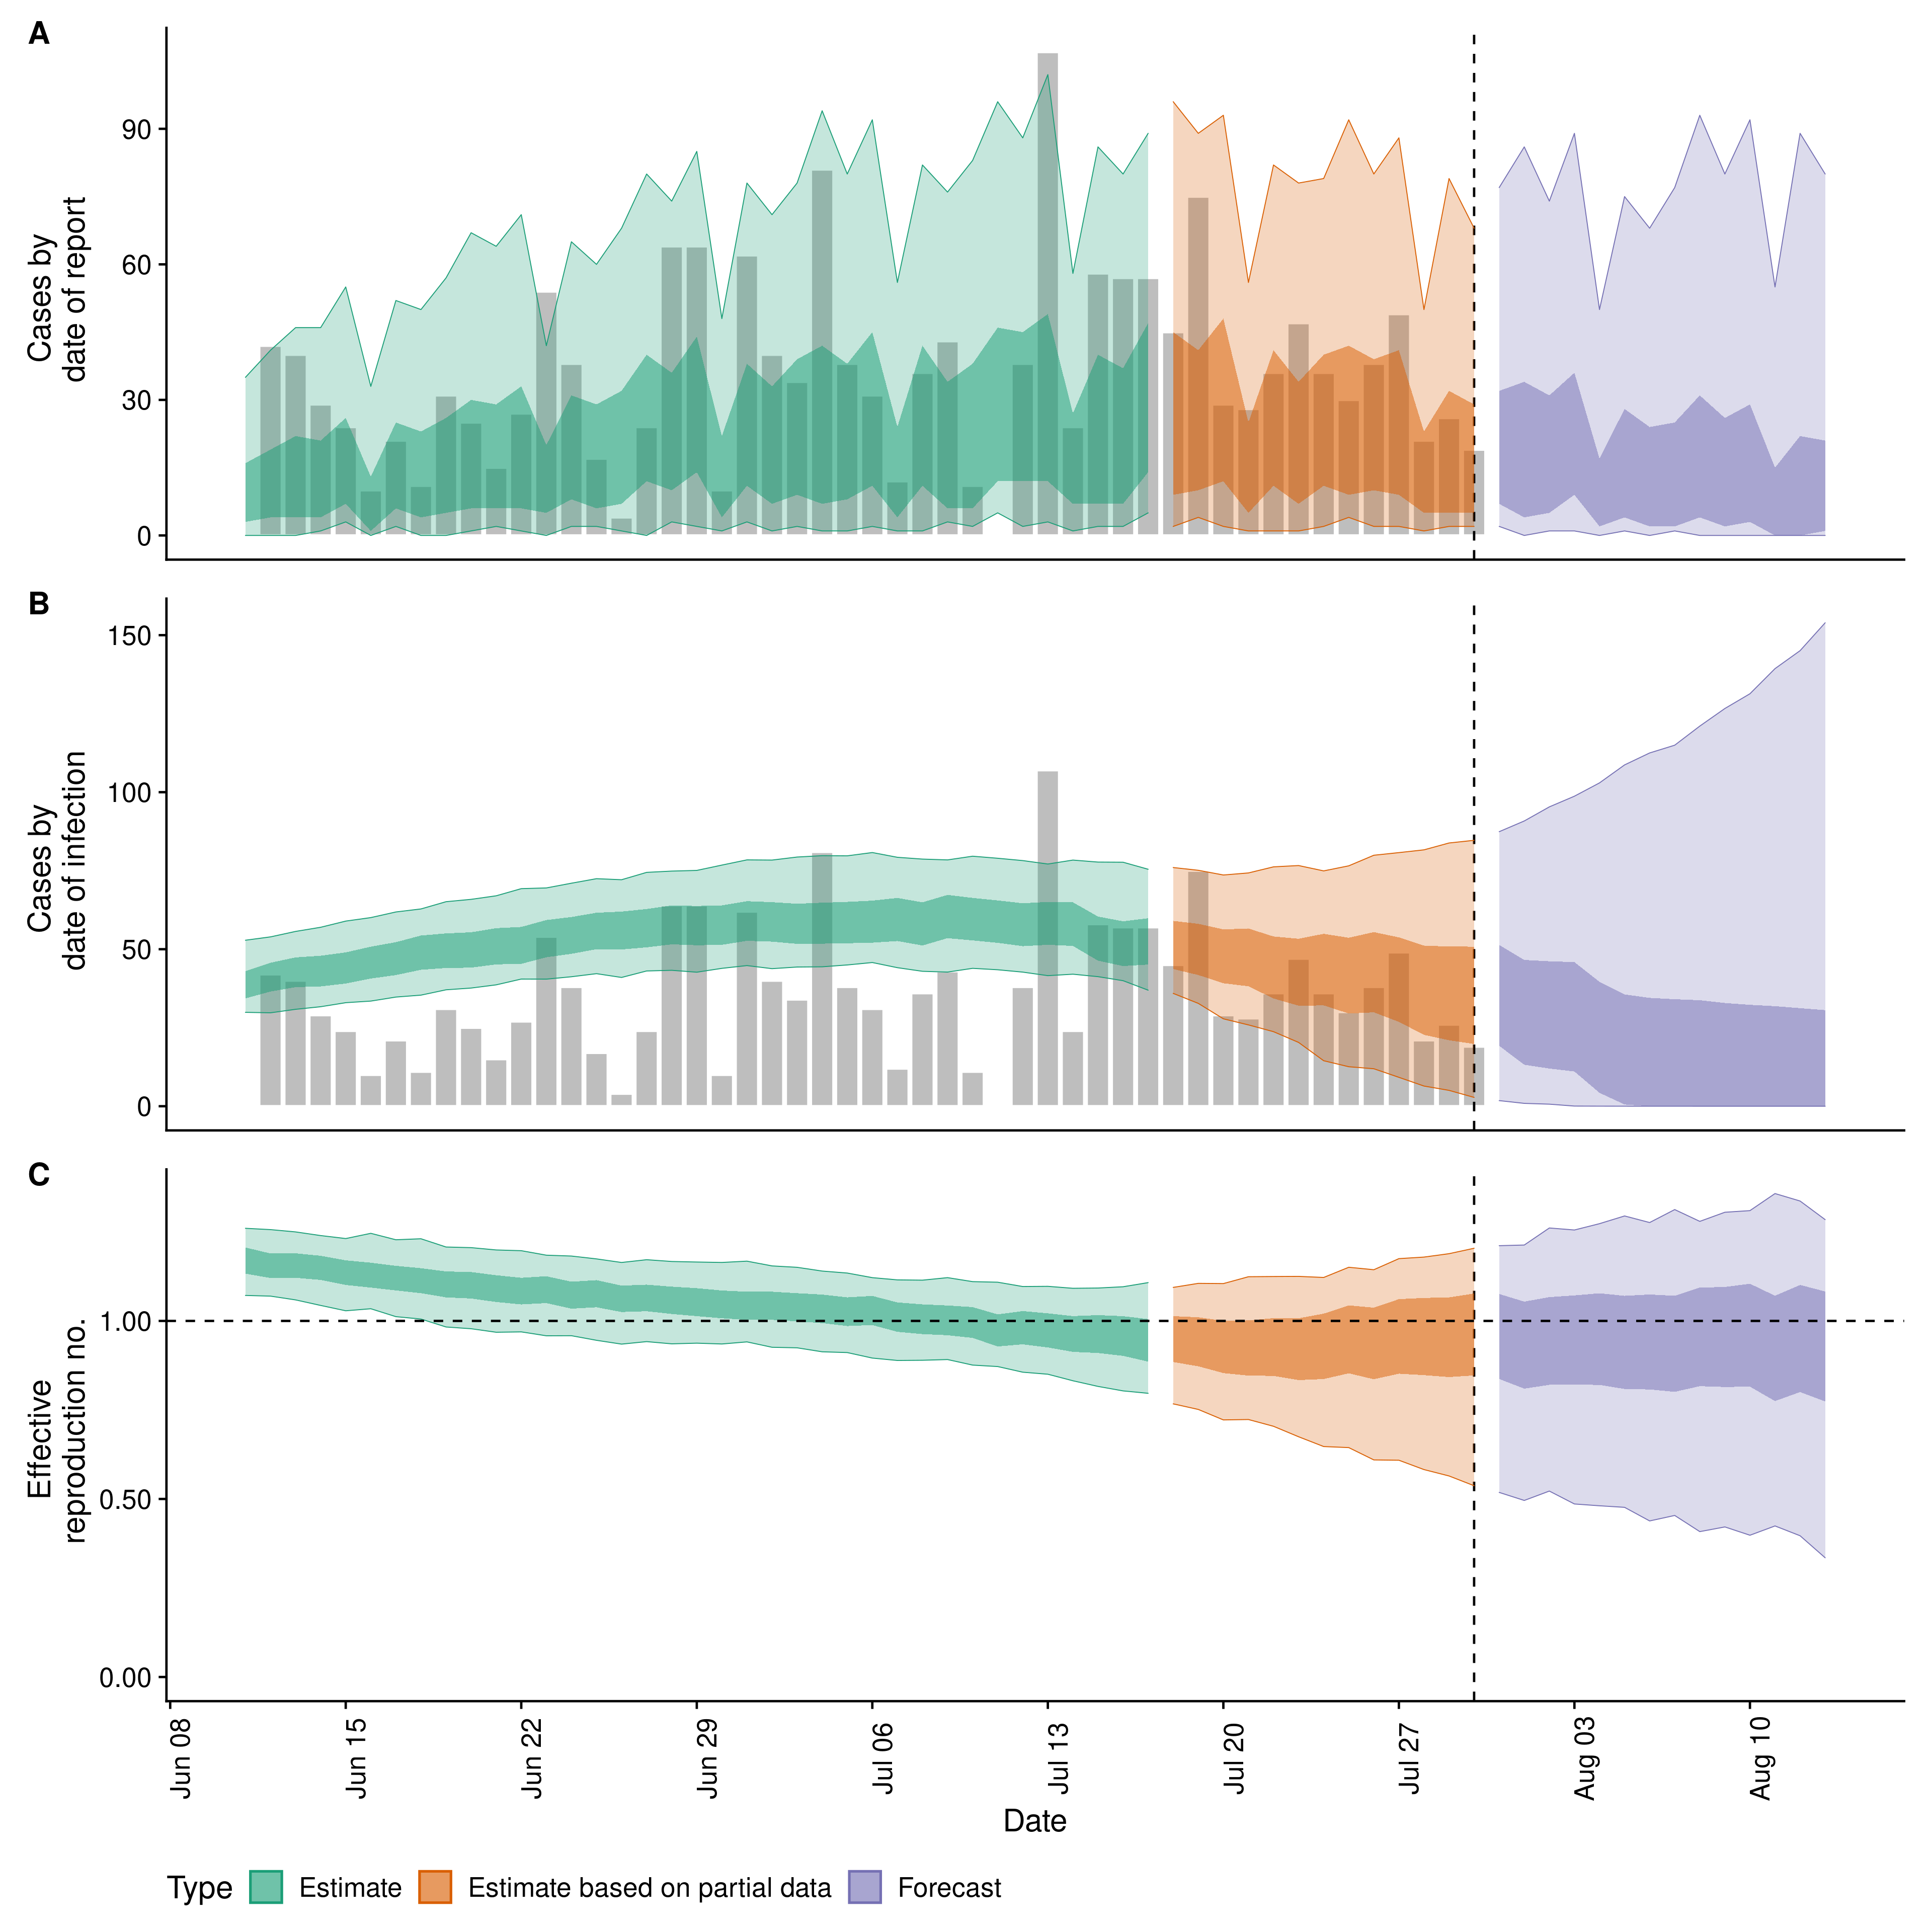 A
90
60
30
0
Cases by
date of report
B
150
100
50
0
Cases by
date of infection
C
1.00
0.50
0.00
Effective
reproduction no.
Jun 08
Jun 15
Jun 22
Jun 29
Jul 06
Jul 13
Jul 20
Jul 27
Aug 03
Aug 10
Date
Type Estimate Estimate based on partial data Forecast